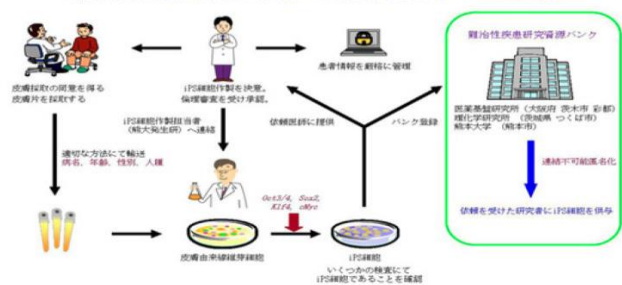 皮膚採取の同意を得る
皮膚片を採取する
iPS細胞作製を決意。
倫理審査を受け承認。
患者情報を厳格に管理
難治性疾患研究資源バンク
医薬基盤研究所（大阪府 茨木市 彩都）
理化学研究所 （茨城県 つくば市）
熊本大学 （熊本市）
iPS細胞作製担当者
（熊大発生研）へ連絡
依頼医師に提供
バンク登録
連結不可能匿名化
適切な方法にて輸送
病名、年齢、性別、人種
Oct3/4, Sox2,
Klf4, cMyc
依頼を受けた研究者にiPS細胞を供与
皮膚由来線維芽細胞
iPS細胞
いくつかの検査にて
iPS細胞であることを確認